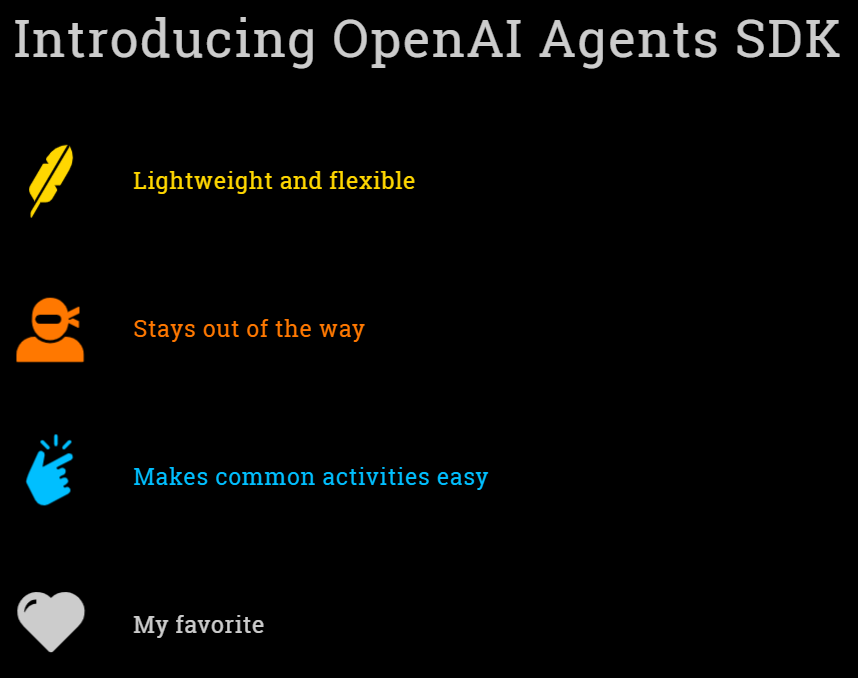 Introducing OpenAI Agents SDK
Lightweight and flexible
Stays out of the way
Makes common activities easy
My favorite